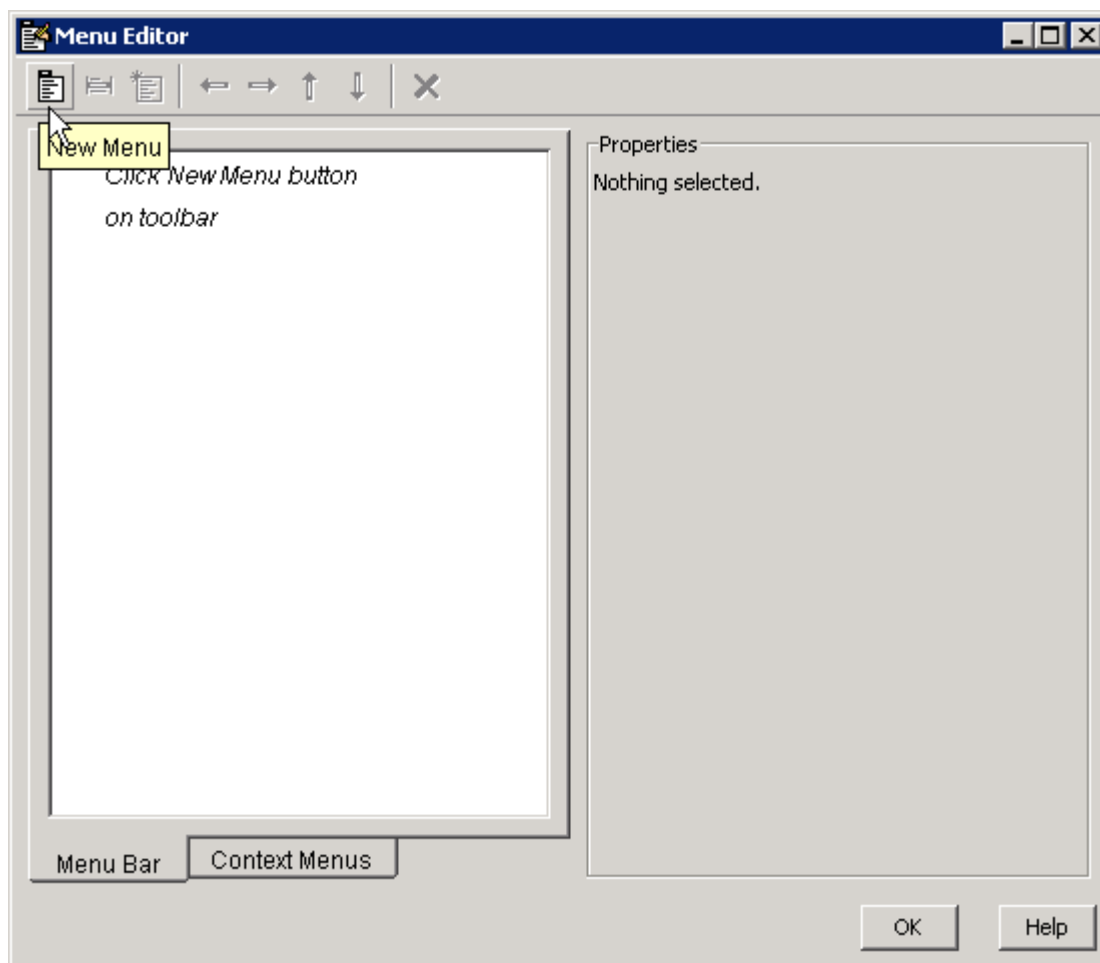 Menu Editor
New Menu
Click New Menu button
on toolbar
Properties
Nothing selected.
Menu Bar
Context Menus
OK
Help